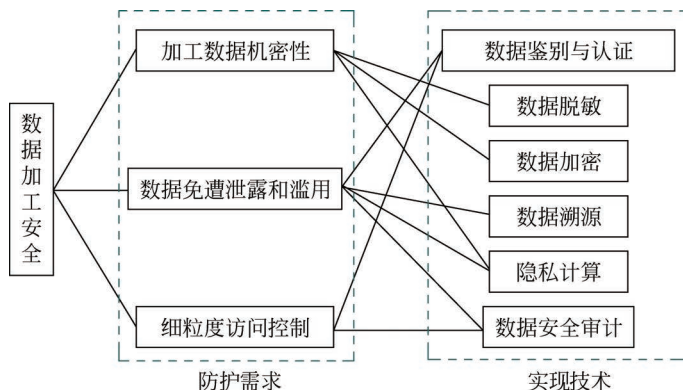 数据加工安全
加工数据机密性
数据免遭泄露和滥用
细粒度访问控制
防护需求
数据鉴别与认证
数据脱敏
数据加密
数据溯源
隐私计算
数据安全审计
实现技术